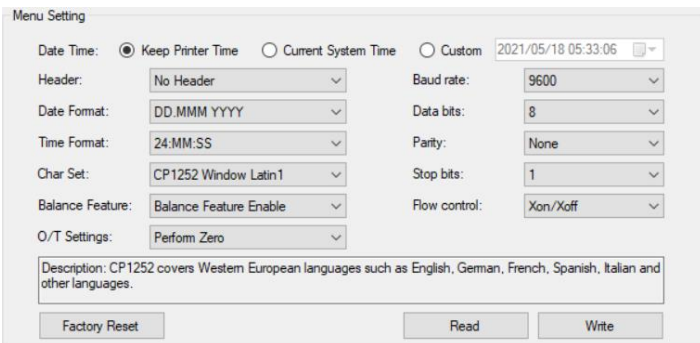 Menu Setting
Date Time: Keep Printer Time Current System Time Custom 2021/05/18 05:33:06
Header: No Header Baud rate: 9600
Date Format: DD.MMM YYYY Data bits: 8
Time Format: 24:MM:SS Parity: None
Char Set: CP1252 Window Latin1 Stop bits: 1
Balance Feature: Balance Feature Enable Flow control: Xon/Xoff
O/T Settings: Perform Zero
Description: CP1252 covers Western European languages such as English, German, French, Spanish, Italian and
other languages.
Factory Reset Read Write